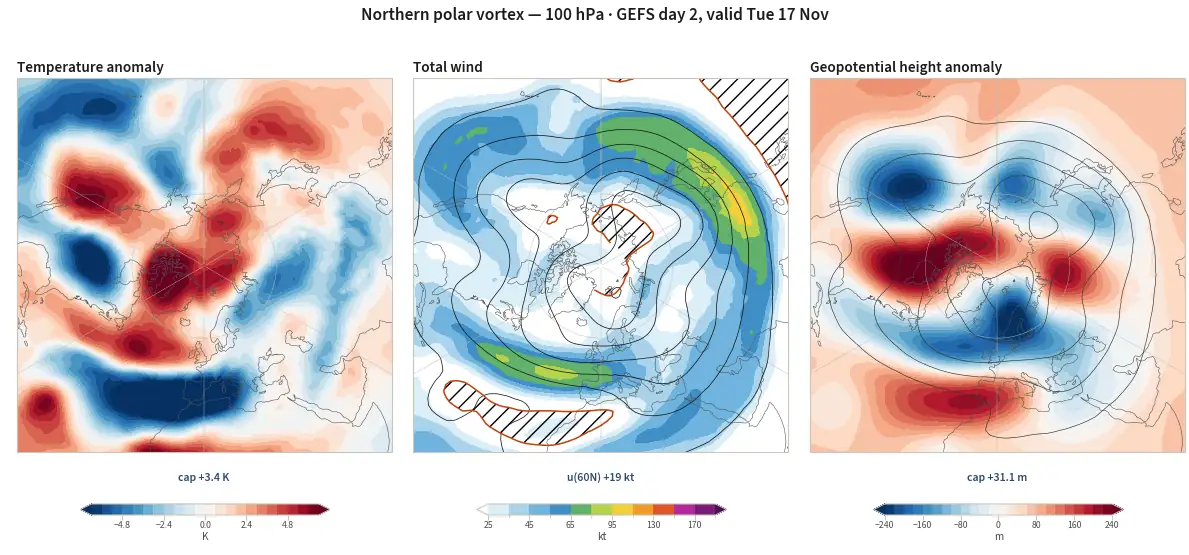 Northern polar vortex — 100 hPa · GEFS day 2, valid Tue 17 Nov
Temperature anomaly
Total wind
Geopotential height anomaly
cap +3.4 K
u(60N) +19 kt
cap +31.1 m
−4.8 −2.4 0.0 2.4 4.8
K
25 45 65 95 130 170
kt
−240 −160 −80 0 80 160 240
m